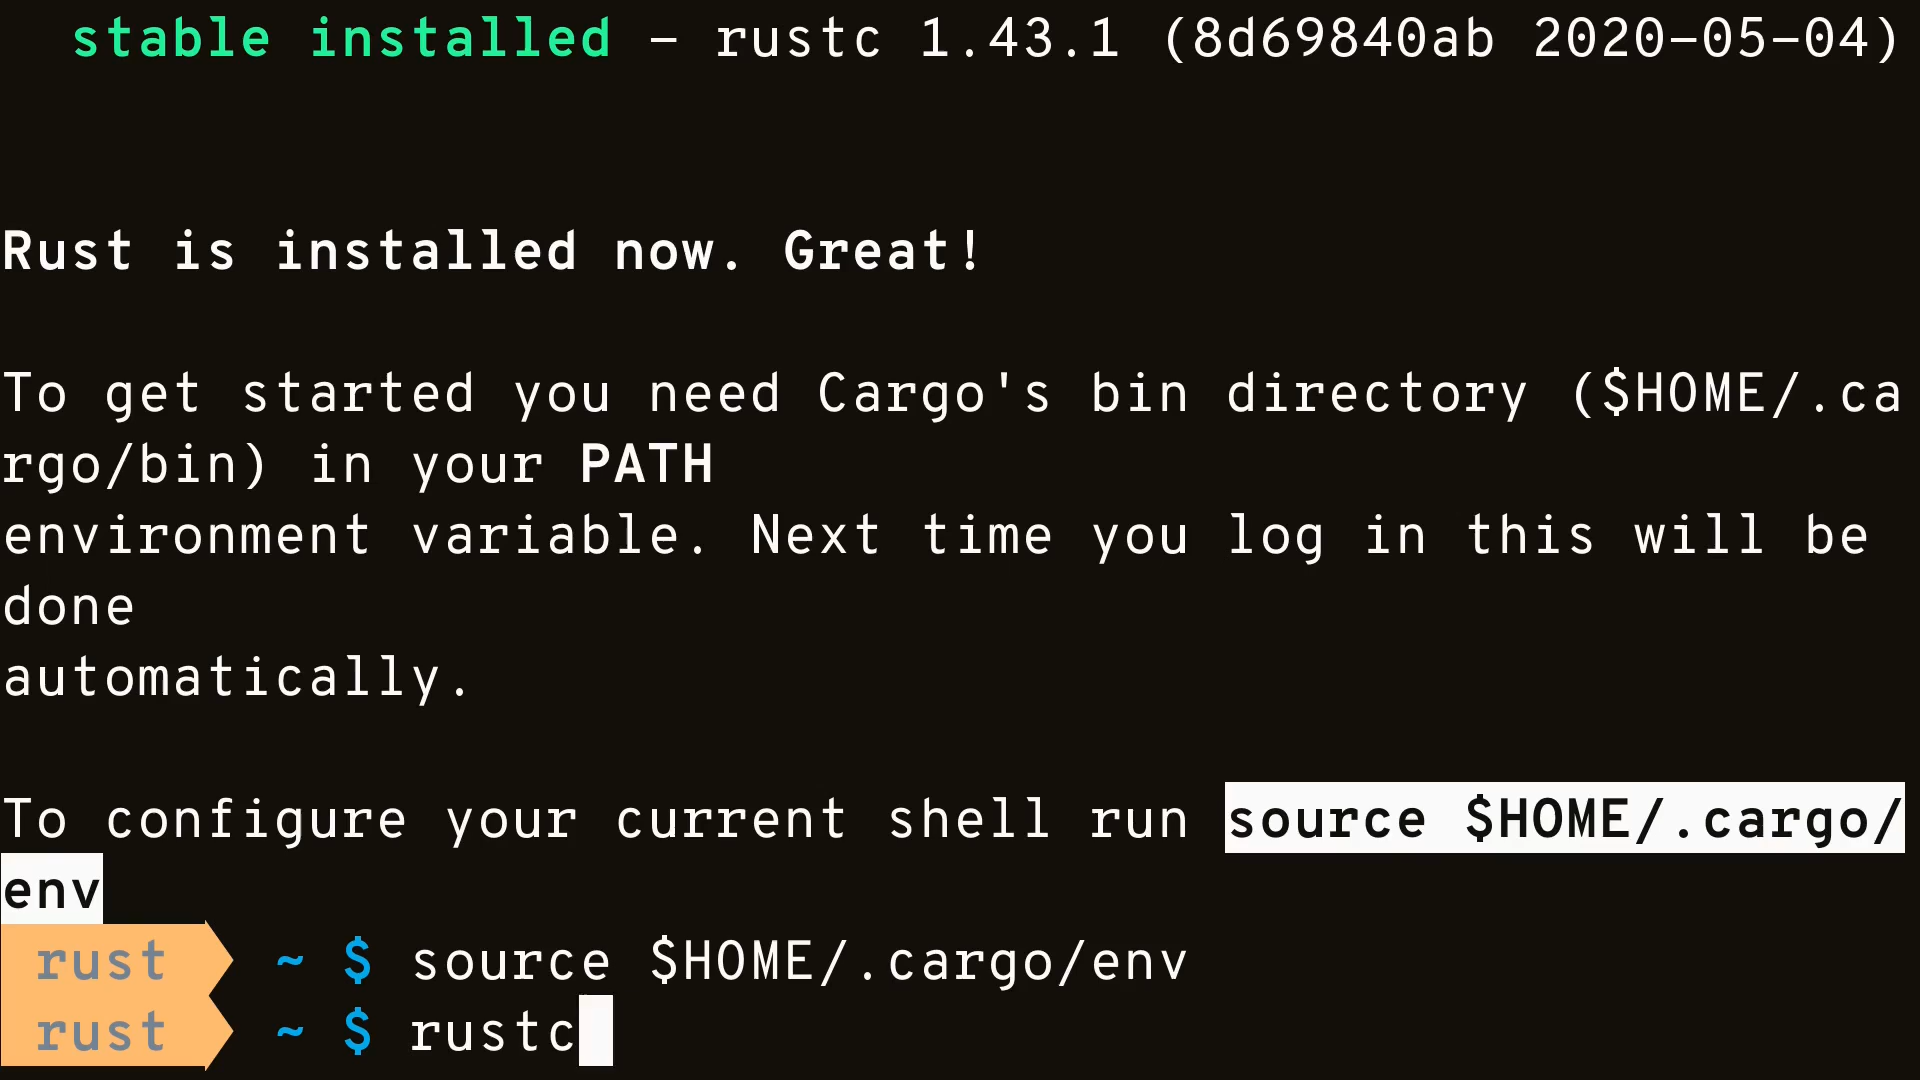 stable installed - rustc 1.43.1 (8d69840ab 2020-05-04)
Rust is installed now. Great!
To get started you need Cargo's bin directory ($HOME/.ca
rgo/bin) in your PATH
environment variable. Next time you log in this will be
done
automatically.
To configure your current shell run source $HOME/.cargo/
env
rust ~ $ source $HOME/.cargo/env
rust ~ $ rustc